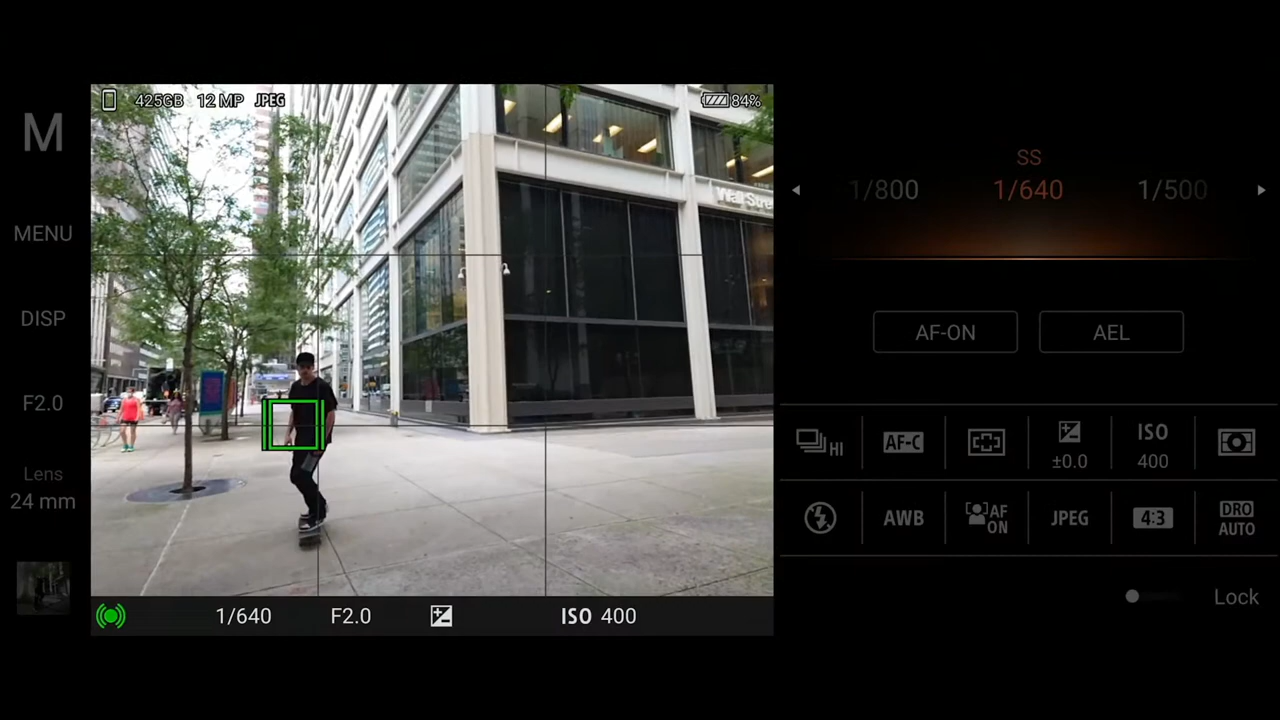 425GB 12 MP JPEG 84%
M
MENU
DISP
F2.0
Lens
24 mm
Wall Stree
1/640 F2.0 ISO 400
SS
1/800 1/640 1/500
AF-ON AEL
HI AF-C ±0.0 ISO 400
AWB AF ON JPEG 4:3 DRO AUTO
Lock